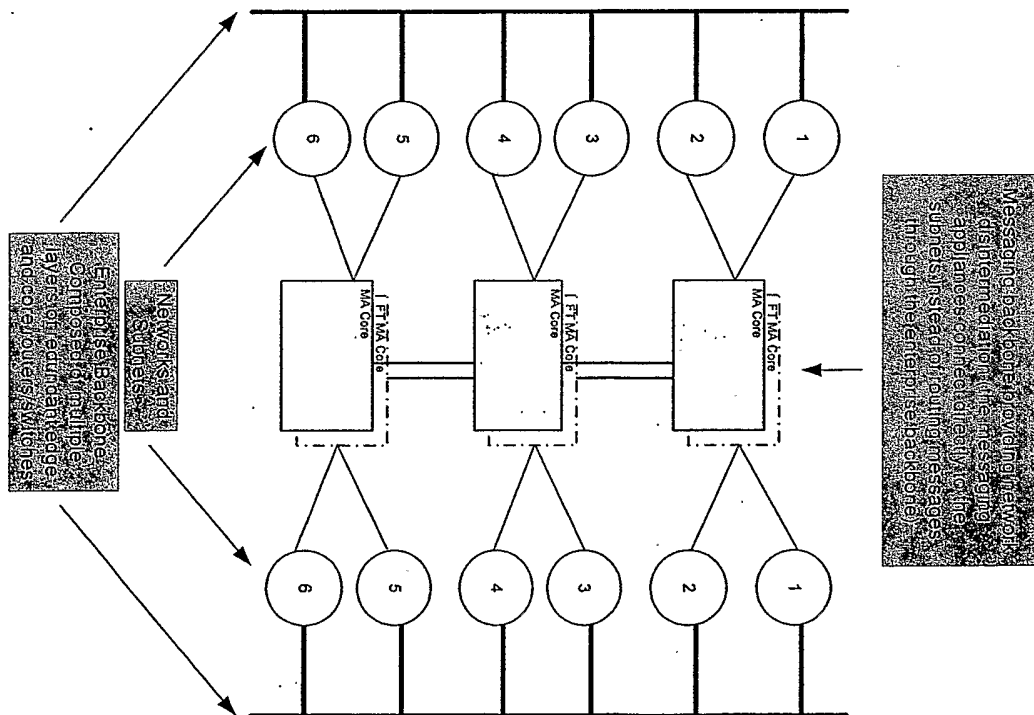 Messaging backbone providing network
disintermediation (the messaging
appliances connect directly to the
subnets instead of routing messages
through the enterprise backbone)
1
1
FT MA Core
MA Core
2
2
3
3
FT MA Core
MA Core
4
4
5
5
FT MA Core
MA Core
6
6
Networks and
Subnets
Enterprise Backbone
Composed of multiple
layers for redundant edge
and core routers/switches